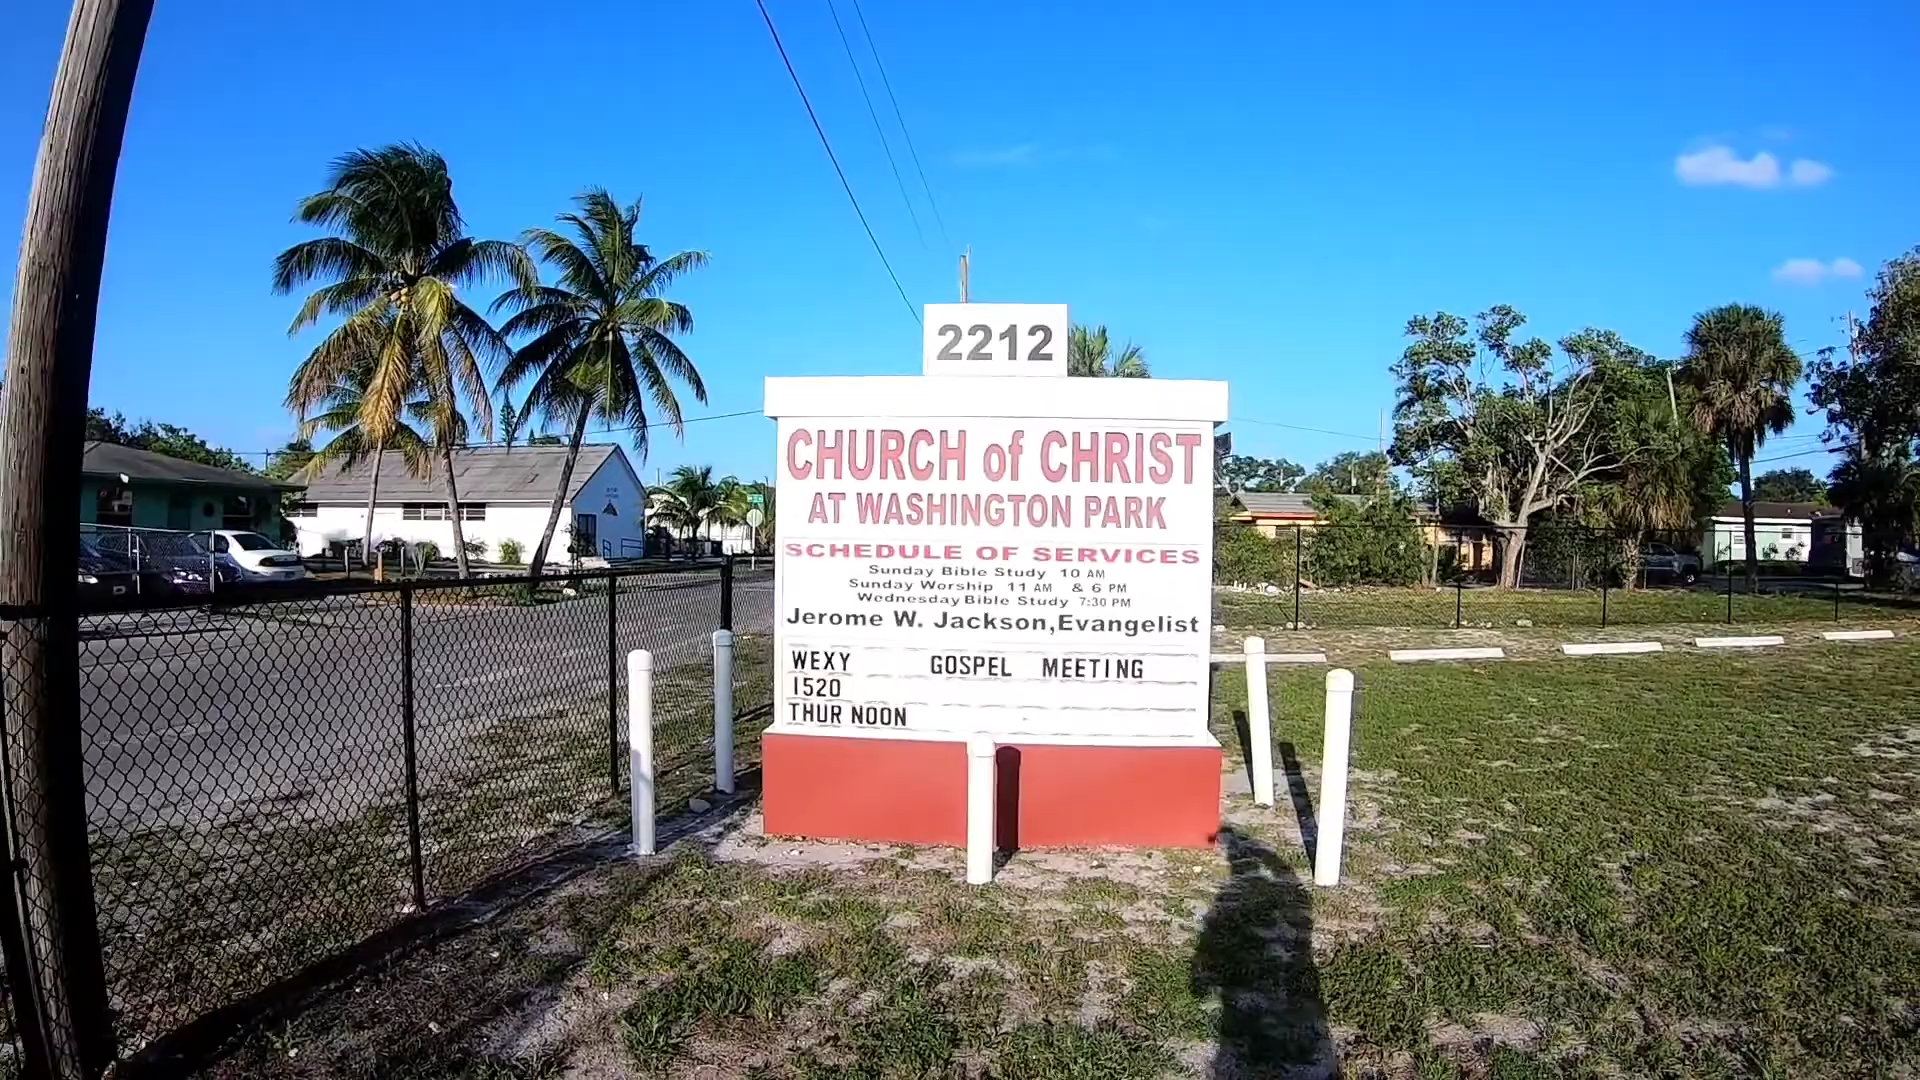 2212
CHURCH of CHRIST
AT WASHINGTON PARK
SCHEDULE OF SERVICES
Sunday Bible Study 10 AM
Sunday Worship 11 AM & 6 PM
Wednesday Bible Study 7:30 PM
Jerome W. Jackson, Evangelist
WEXY GOSPEL MEETING
1520
THUR NOON